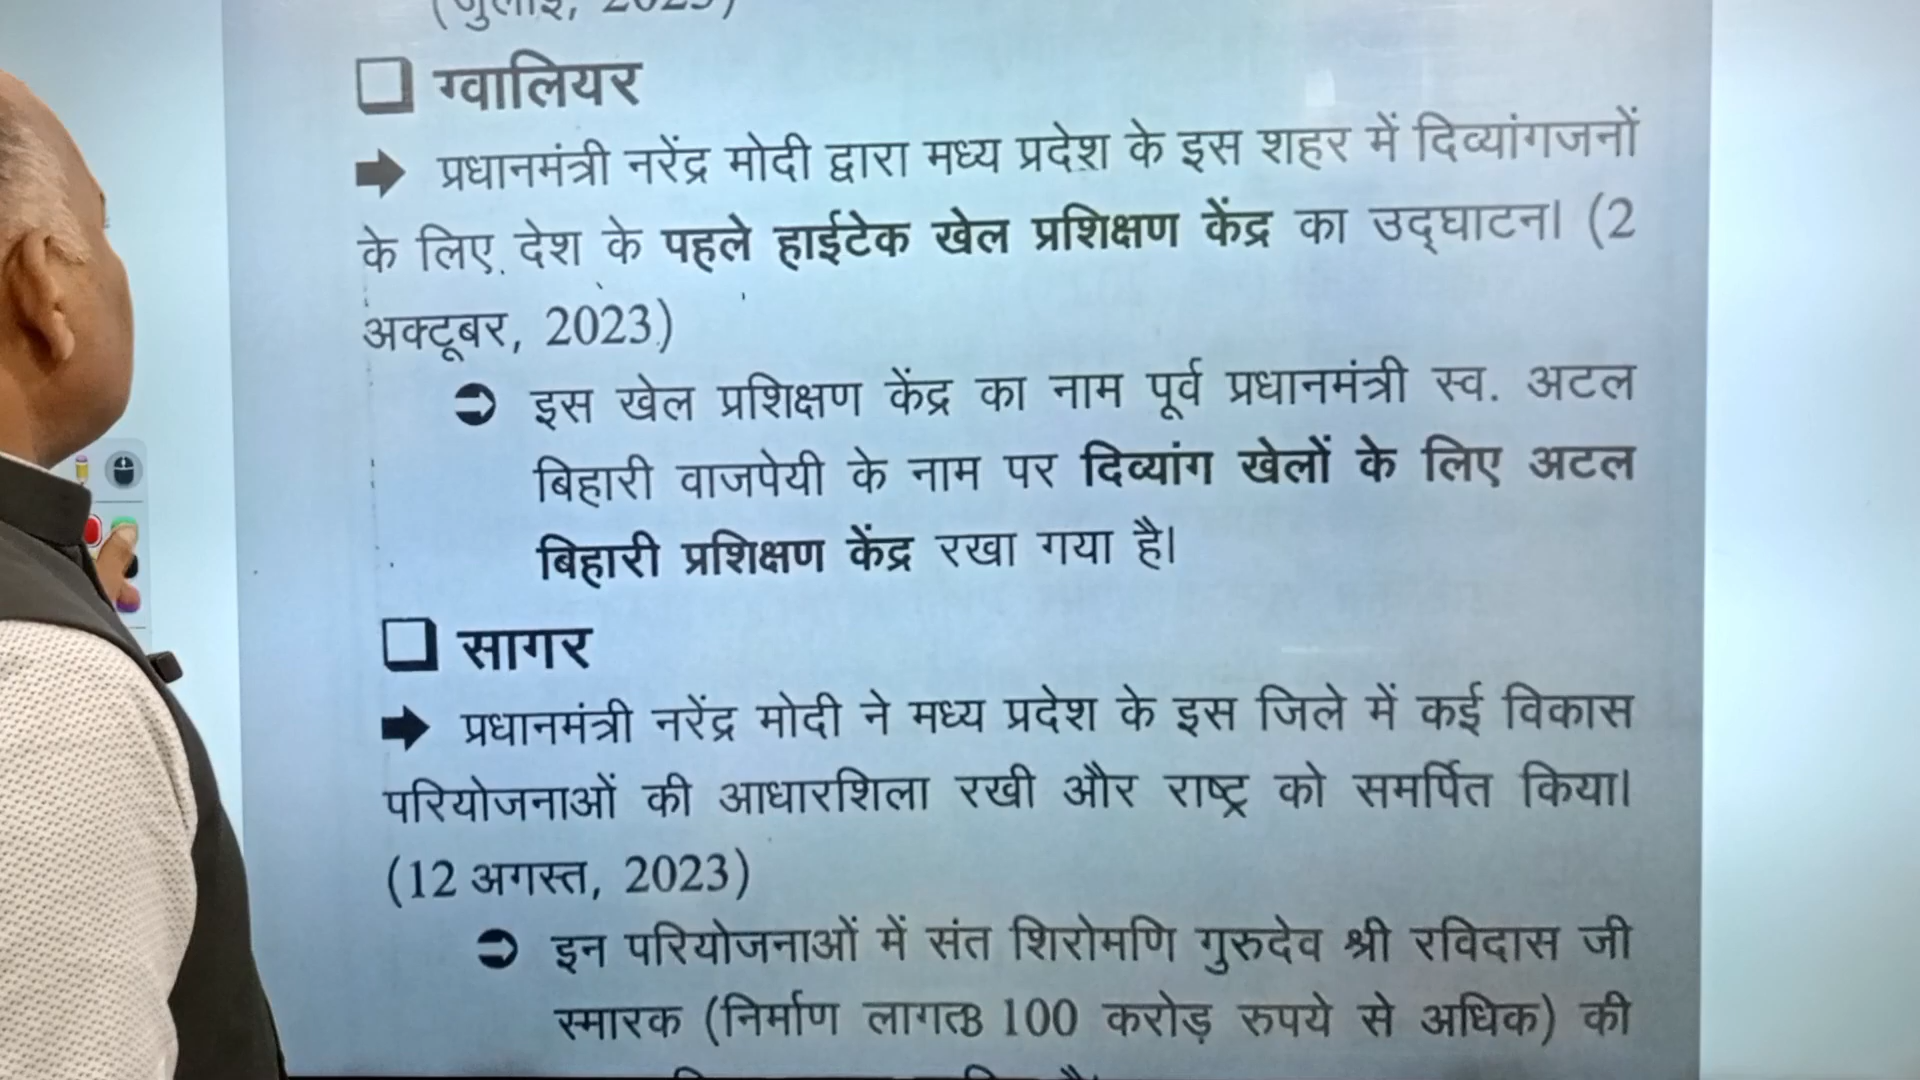 (जुलाई, 2023)
ग्वालियर
प्रधानमंत्री नरेंद्र मोदी द्वारा मध्य प्रदेश के इस शहर में दिव्यांगजनों
के लिए देश के पहले हाईटेक खेल प्रशिक्षण केंद्र का उद्घाटन। (2
अक्टूबर, 2023)
इस खेल प्रशिक्षण केंद्र का नाम पूर्व प्रधानमंत्री स्व. अटल
बिहारी वाजपेयी के नाम पर दिव्यांग खेलों के लिए अटल
बिहारी प्रशिक्षण केंद्र रखा गया है।
सागर
प्रधानमंत्री नरेंद्र मोदी ने मध्य प्रदेश के इस जिले में कई विकास
परियोजनाओं की आधारशिला रखी और राष्ट्र को समर्पित किया।
(12 अगस्त, 2023)
इन परियोजनाओं में संत शिरोमणि गुरुदेव श्री रविदास जी
स्मारक (निर्माण लागतB 100 करोड़ रुपये से अधिक) की